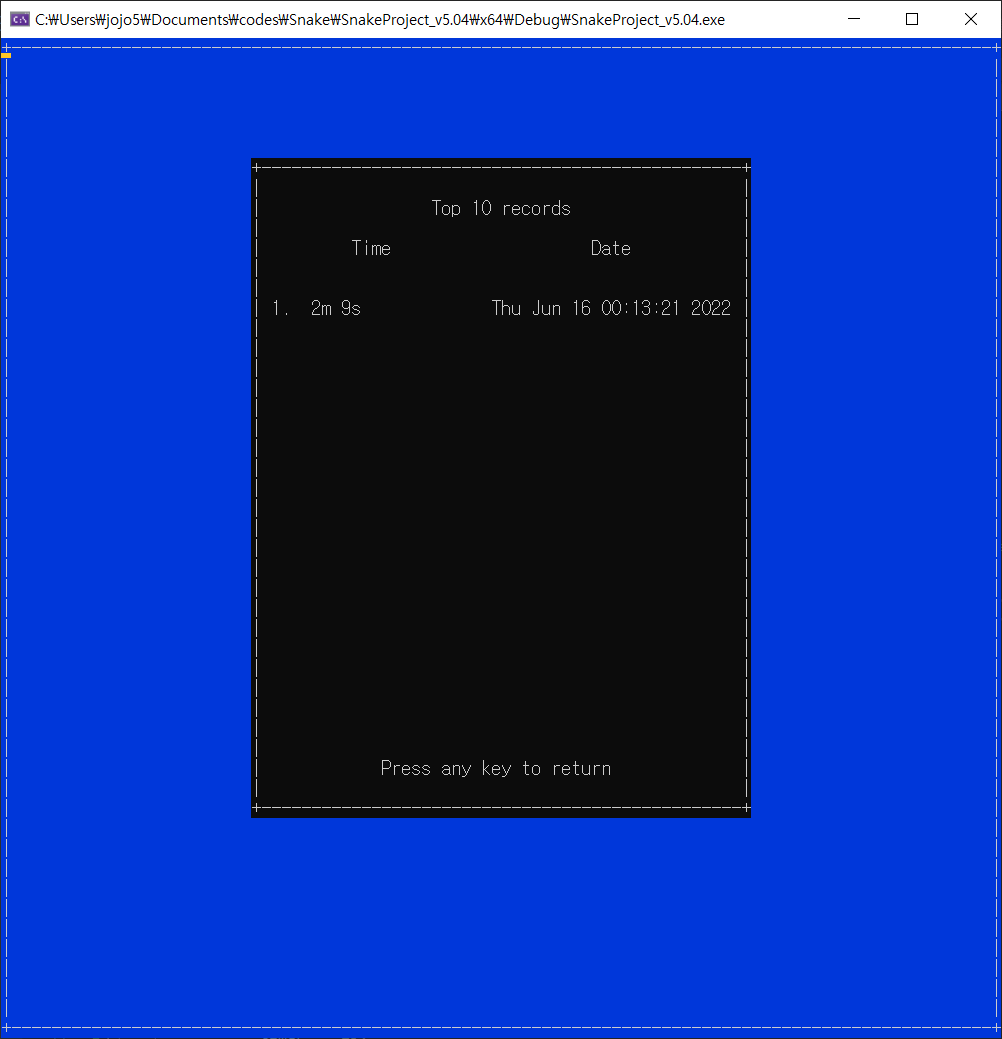 C:₩Users₩jojo5₩Documents₩codes₩Snake₩SnakeProject_v5.04₩x64₩Debug₩SnakeProject_v5.04.exe
Top 10 records
Time Date
1. 2m 9s Thu Jun 16 00:13:21 2022
Press any key to return